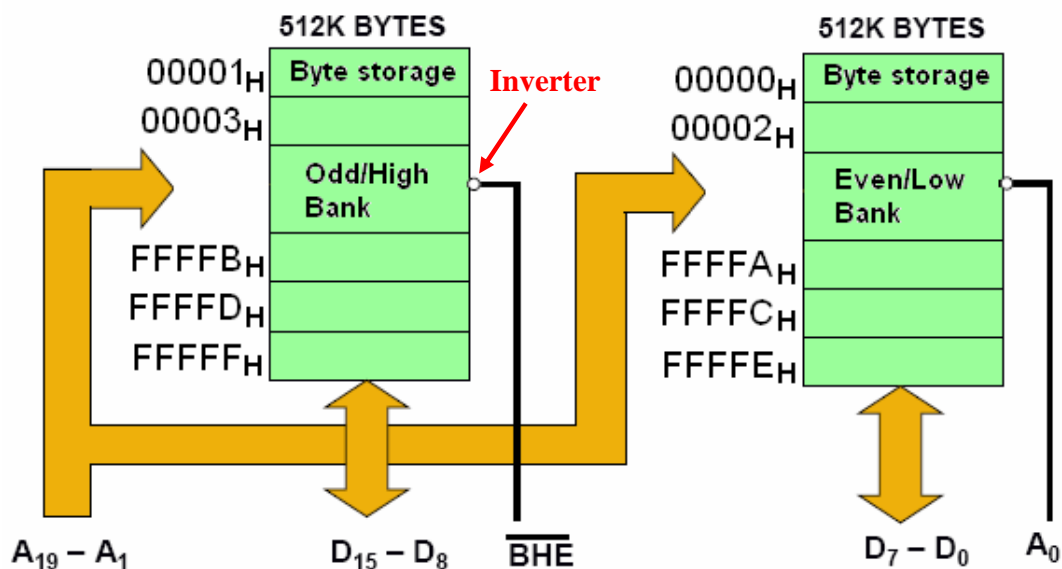 512K BYTES
00001H
Byte storage
Inverter
00003H
Odd/High
Bank
FFFFBH
FFFFDH
FFFFFH
512K BYTES
00000H
Byte storage
00002H
Even/Low
Bank
FFFFAH
FFFFCH
FFFFEH
A19 – A1
D15 – D8
B̅H̅E̅
D7 – D0
A0